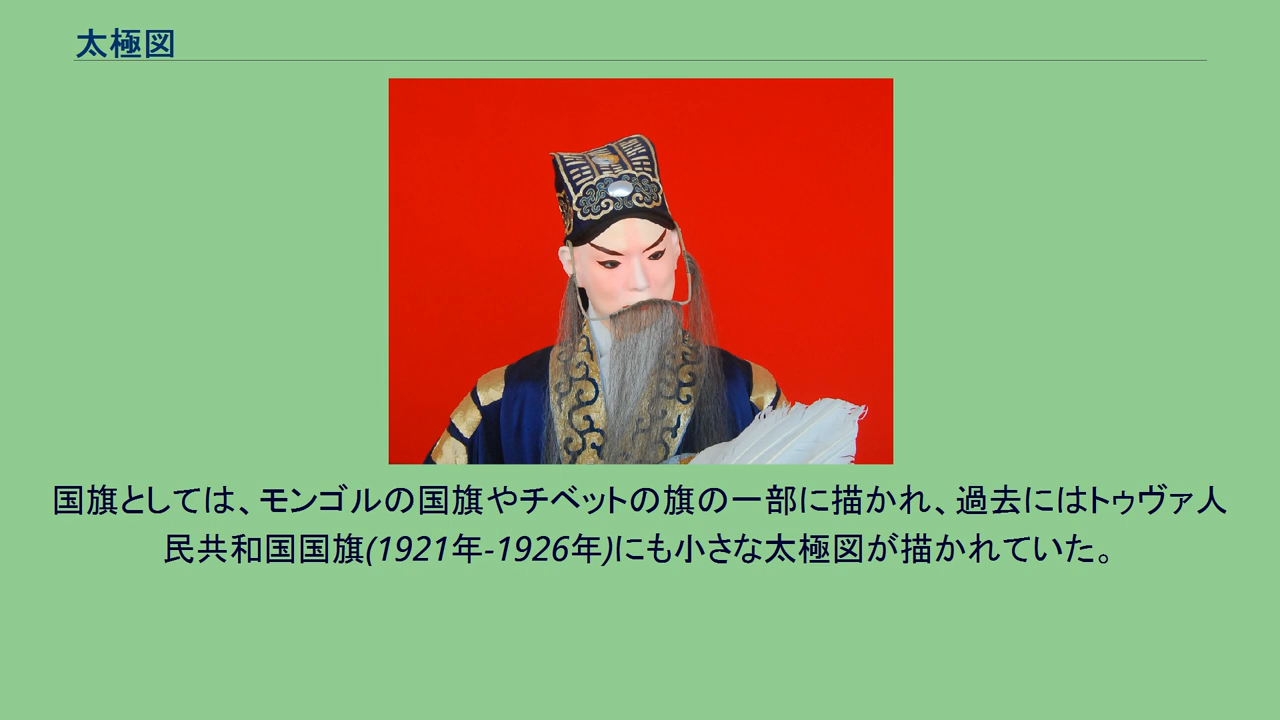 太極図
国旗としては、モンゴルの国旗やチベットの旗の一部に描かれ、過去にはトゥヴァ人
民共和国国旗(1921年-1926年)にも小さな太極図が描かれていた。